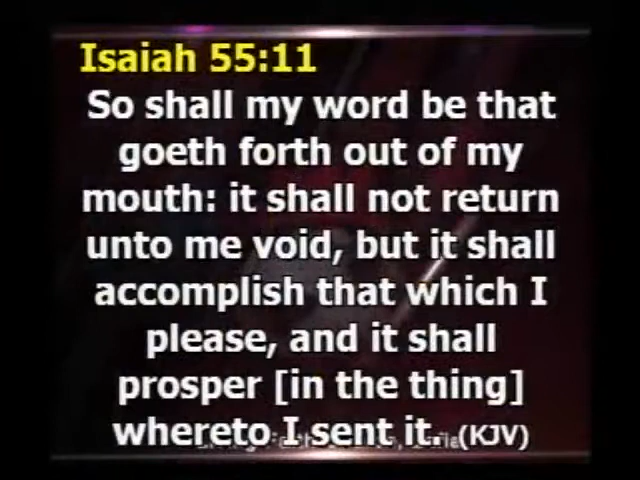 Isaiah 55:11
So shall my word be that
goeth forth out of my
mouth: it shall not return
unto me void, but it shall
accomplish that which I
please, and it shall
prosper [in the thing]
whereto I sent it. (KJV)